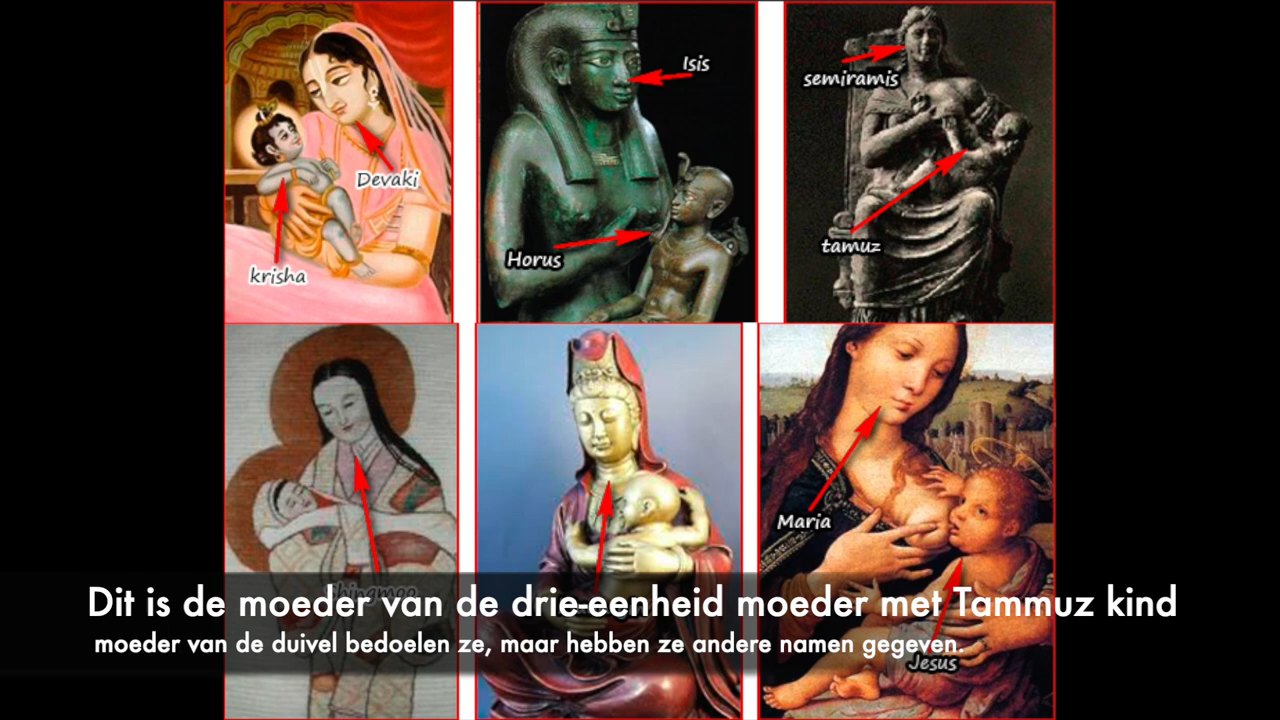 Isis
semiramis
Devaki
tamuz
Horus
krisha
Maria
Dit is de moeder van de drie-eenheid moeder met Tammuz kind
moeder van de duivel bedoelen ze, maar hebben ze andere namen gegeven.
Jesus